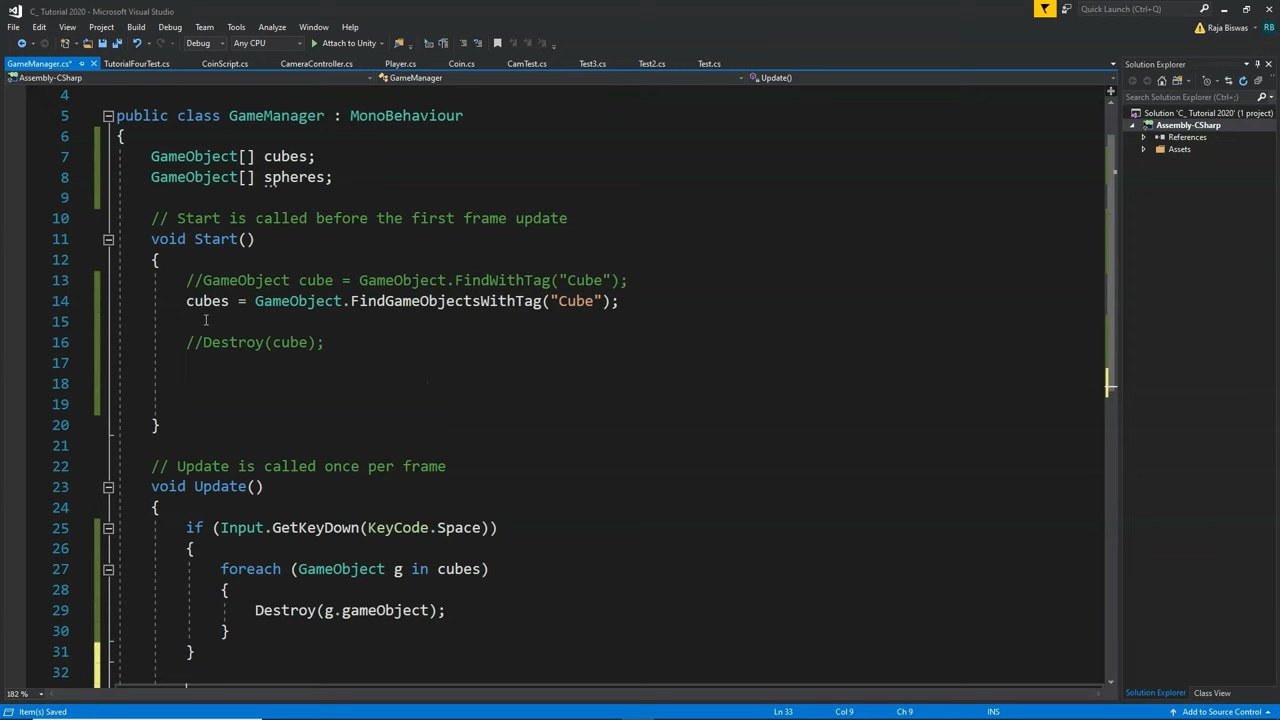 C_ Tutorial 2020 - Microsoft Visual Studio
Quick Launch (Ctrl+Q)
File Edit View Project Build Debug Team Tools Analyze Window Help
Raja Biswas RB
Debug Any CPU Attach to Unity
GameManager.cs* TutorialFourTest.cs CoinScript.cs CameraController.cs Player.cs Coin.cs CamTest.cs Test3.cs Test2.cs Test.cs
Assembly-CSharp GameManager Update()
4
5 public class GameManager : MonoBehaviour
6 {
7 GameObject[] cubes;
8 GameObject[] spheres;
9
10 // Start is called before the first frame update
11 void Start()
12 {
13 //GameObject cube = GameObject.FindWithTag("Cube");
14 cubes = GameObject.FindGameObjectsWithTag("Cube");
15
16 //Destroy(cube);
17
18
19
20 }
21
22 // Update is called once per frame
23 void Update()
24 {
25 if (Input.GetKeyDown(KeyCode.Space))
26 {
27 foreach (GameObject g in cubes)
28 {
29 Destroy(g.gameObject);
30 }
31 }
32
182 %
Solution Explorer
Search Solution Explorer (Ctrl+;)
Solution 'C_ Tutorial 2020' (1 project)
Assembly-CSharp
References
Assets
Solution Explorer Class View
Item(s) Saved Ln 33 Col 9 Ch 9 INS Add to Source Control